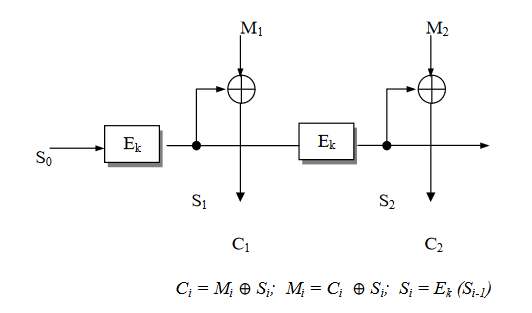 M₁ M₂
Eₖ Eₖ
S₀
S₁ S₂
C₁ C₂
Cᵢ = Mᵢ ⊕ Sᵢ; Mᵢ = Cᵢ ⊕ Sᵢ; Sᵢ = Eₖ (Sᵢ₋₁)